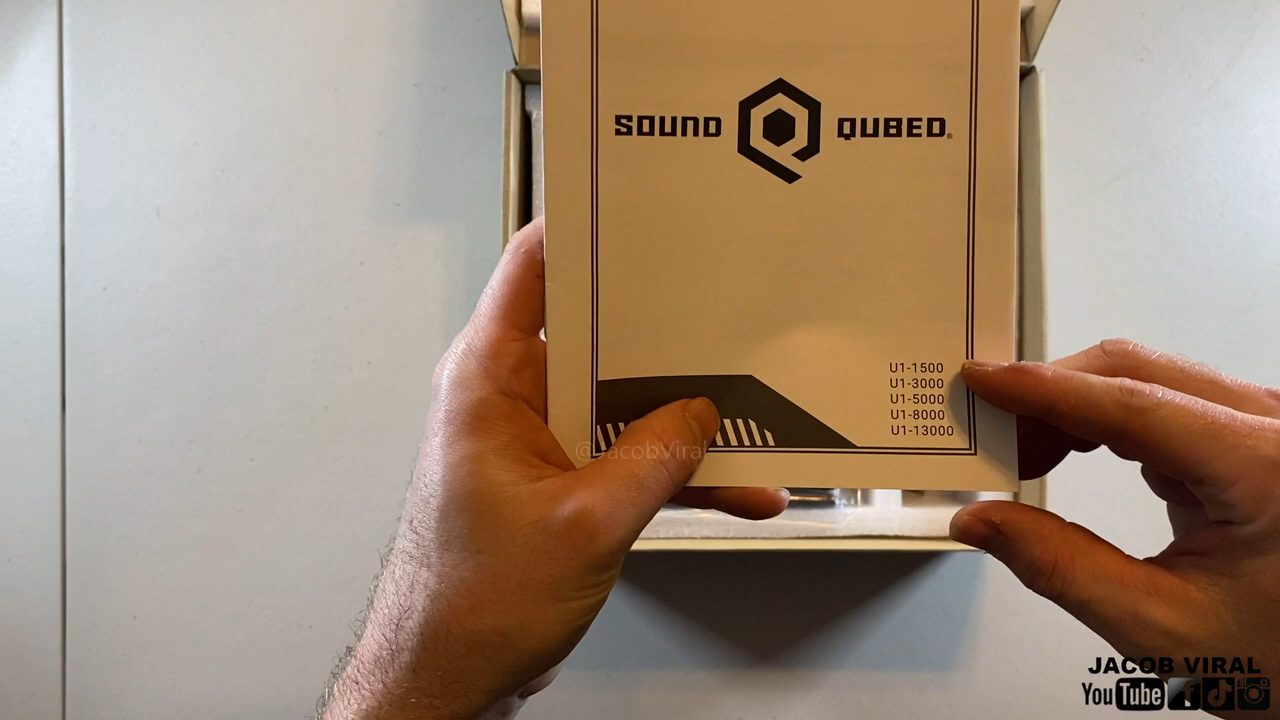 SOUND QUBED®
U1-1500
U1-3000
U1-5000
U1-8000
U1-13000
@JacobViral
JACOB VIRAL
YouTube